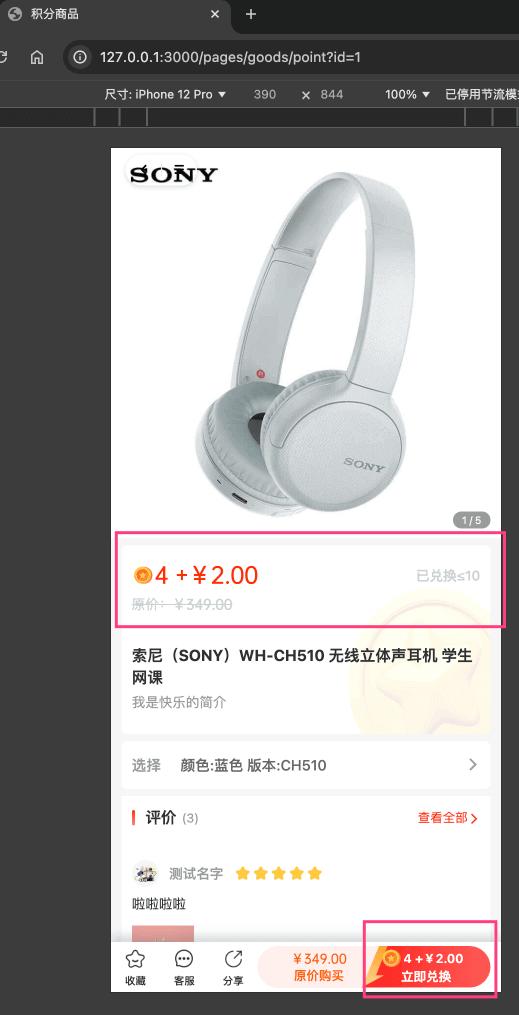 积分商品
127.0.0.1:3000/pages/goods/point?id=1
尺寸: iPhone 12 Pro 390 × 844 100% 已停用节流模
SONY
SONY
1 / 5
4 +¥2.00
已兑换≤10
原价：¥349.00
索尼（SONY）WH-CH510 无线立体声耳机 学生
网课
我是快乐的简介
选择 颜色:蓝色 版本:CH510
评价 (3) 查看全部
测试名字
啦啦啦啦
收藏 客服 分享
¥349.00
原价购买
4 +¥2.00
立即兑换